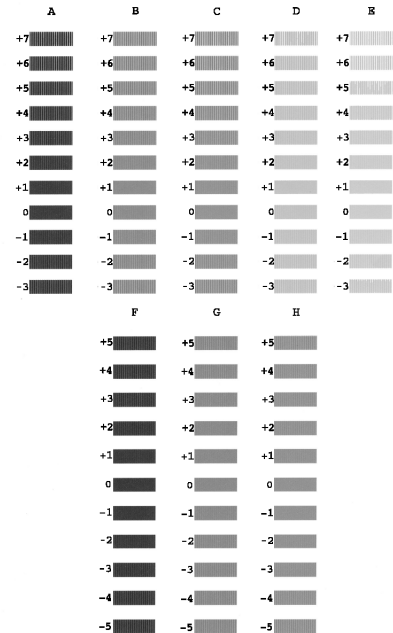 A B C D E
+7 +7 +7 +7 +7
+6 +6 +6 +6 +6
+5 +5 +5 +5 +5
+4 +4 +4 +4 +4
+3 +3 +3 +3 +3
+2 +2 +2 +2 +2
+1 +1 +1 +1 +1
0 0 0 0 0
-1 -1 -1 -1 -1
-2 -2 -2 -2 -2
-3 -3 -3 -3 -3
F G H
+5 +5 +5
+4 +4 +4
+3 +3 +3
+2 +2 +2
+1 +1 +1
0 0 0
-1 -1 -1
-2 -2 -2
-3 -3 -3
-4 -4 -4
-5 -5 -5